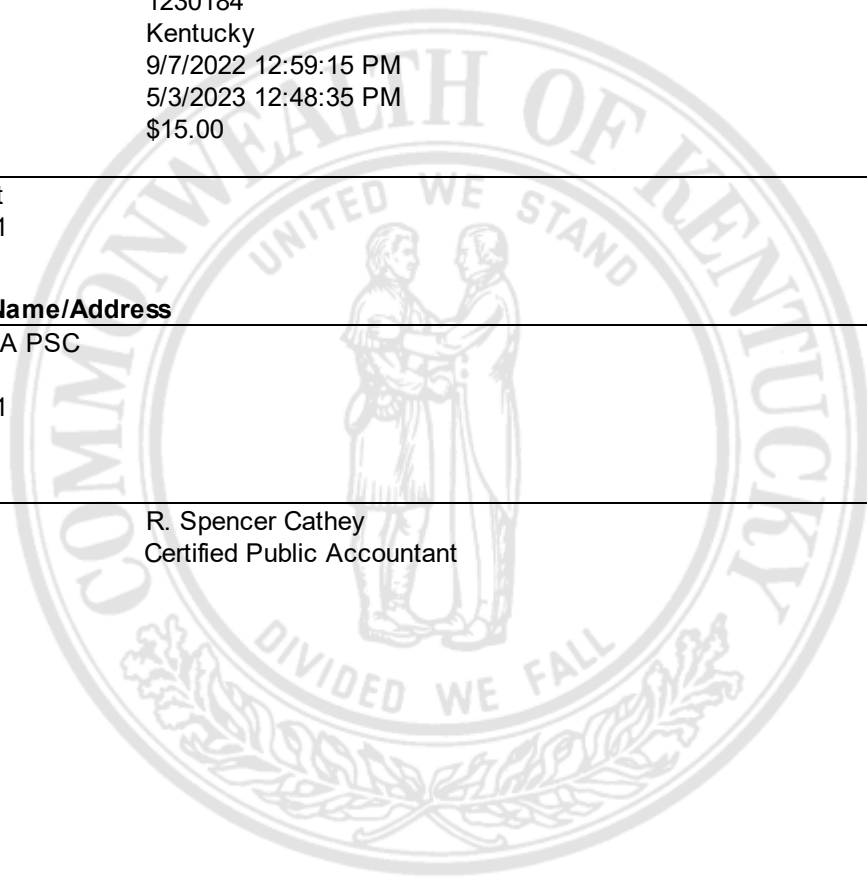 1230184
Kentucky
9/7/2022 12:59:15 PM
5/3/2023 12:48:35 PM
$15.00
t
1
Name/Address
A PSC
1
R. Spencer Cathey
Certified Public Accountant
COMMONWEALTH OF KENTUCKY
UNITED WE STAND
DIVIDED WE FALL